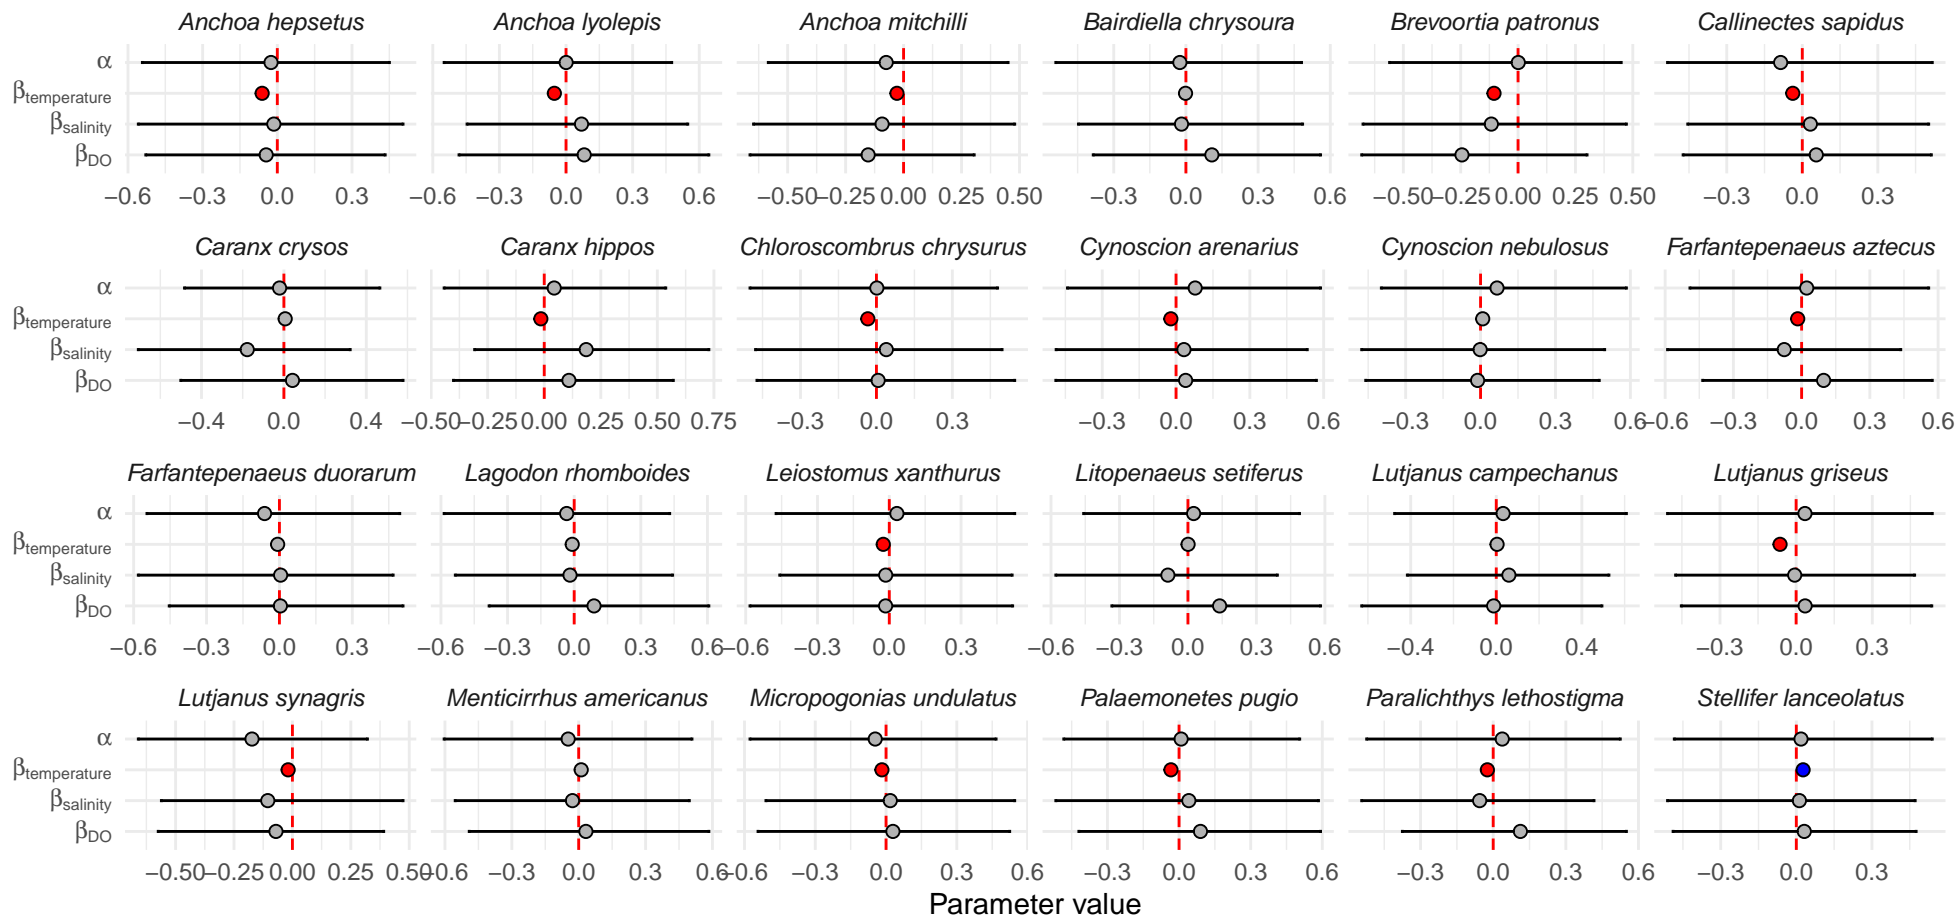 Anchoa hepsetus Anchoa lyolepis Anchoa mitchilli Bairdiella chrysoura Brevoortia patronus Callinectes sapidus
α
βtemperature
βsalinity
βDO
−0.6 −0.3 0.0 0.3 −0.6 −0.3 0.0 0.3 0.6 −0.50 −0.25 0.00 0.25 0.50 −0.3 0.0 0.3 0.6 −0.50 −0.25 0.00 0.25 0.50 −0.3 0.0 0.3
Caranx crysos Caranx hippos Chloroscombrus chrysurus Cynoscion arenarius Cynoscion nebulosus Farfantepenaeus aztecus
α
βtemperature
βsalinity
βDO
−0.4 0.0 0.4 −0.50 −0.25 0.00 0.25 0.50 0.75 −0.3 0.0 0.3 −0.3 0.0 0.3 0.6 −0.3 0.0 0.3 0.6 −0.6 −0.3 0.0 0.3 0.6
Farfantepenaeus duorarum Lagodon rhomboides Leiostomus xanthurus Litopenaeus setiferus Lutjanus campechanus Lutjanus griseus
α
βtemperature
βsalinity
βDO
−0.6 −0.3 0.0 0.3 −0.6 −0.3 0.0 0.3 0.6 −0.3 0.0 0.3 −0.6 −0.3 0.0 0.3 0.6 −0.4 0.0 0.4 −0.3 0.0 0.3
Lutjanus synagris Menticirrhus americanus Micropogonias undulatus Palaemonetes pugio Paralichthys lethostigma Stellifer lanceolatus
α
βtemperature
βsalinity
βDO
−0.50 −0.25 0.00 0.25 0.50 −0.6 −0.3 0.0 0.3 0.6 −0.3 0.0 0.3 0.6 −0.3 0.0 0.3 0.6 −0.3 0.0 0.3 0.6 −0.3 0.0 0.3
Parameter value